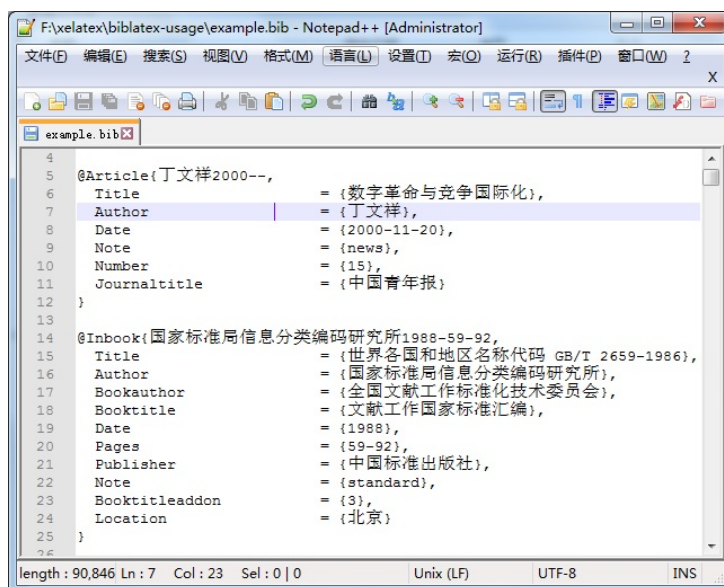 F:\xelatex\biblatex-usage\example.bib - Notepad++ [Administrator]
文件(F) 编辑(E) 搜索(S) 视图(V) 格式(M) 语言(L) 设置(T) 宏(O) 运行(R) 插件(P) 窗口(W) ?
X
example.bib
4
5 @Article{丁文祥2000--,
6 Title = {数字革命与竞争国际化},
7 Author = {丁文祥},
8 Date = {2000-11-20},
9 Note = {news},
10 Number = {15},
11 Journaltitle = {中国青年报}
12 }
13
14 @Inbook{国家标准局信息分类编码研究所1988-59-92,
15 Title = {世界各国和地区名称代码 GB/T 2659-1986},
16 Author = {国家标准局信息分类编码研究所},
17 Bookauthor = {全国文献工作标准化技术委员会},
18 Booktitle = {文献工作国家标准汇编},
19 Date = {1988},
20 Pages = {59-92},
21 Publisher = {中国标准出版社},
22 Note = {standard},
23 Booktitleaddon = {3},
24 Location = {北京}
25 }
26
length : 90,846 Ln : 7 Col : 23 Sel : 0 | 0 Unix (LF) UTF-8 INS